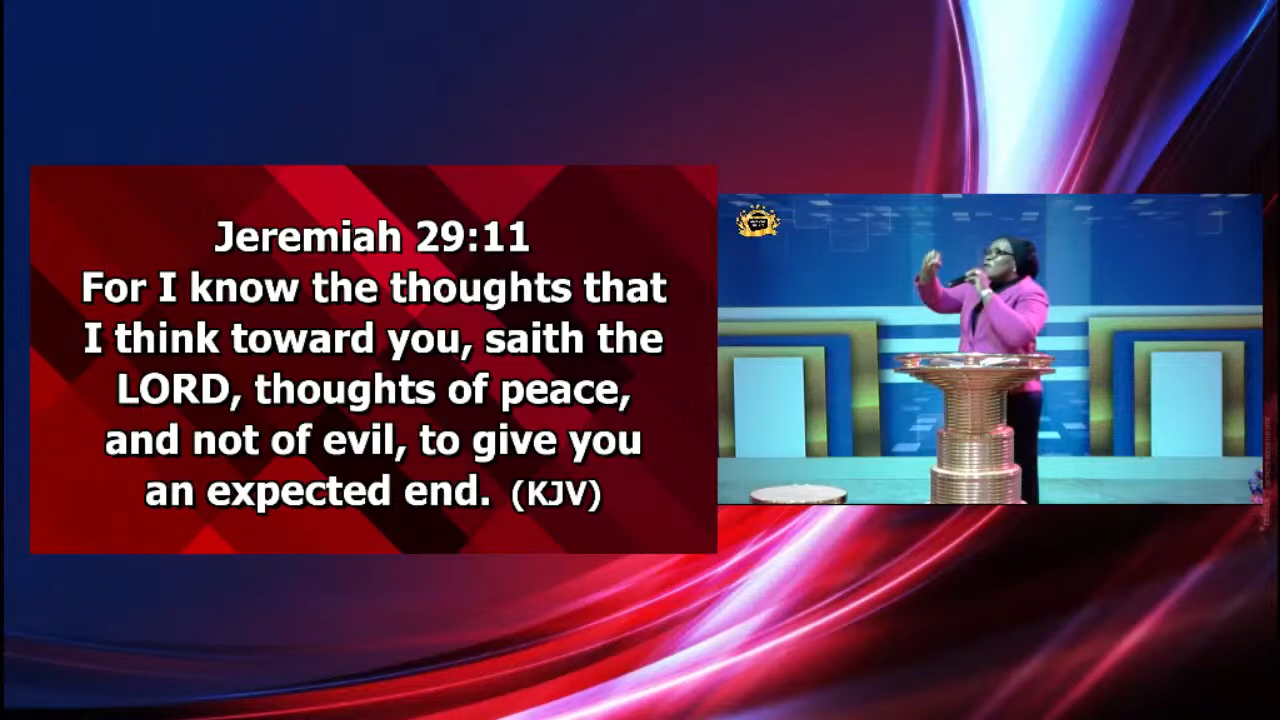 Jeremiah 29:11
For I know the thoughts that
I think toward you, saith the
LORD, thoughts of peace,
and not of evil, to give you
an expected end. (KJV)